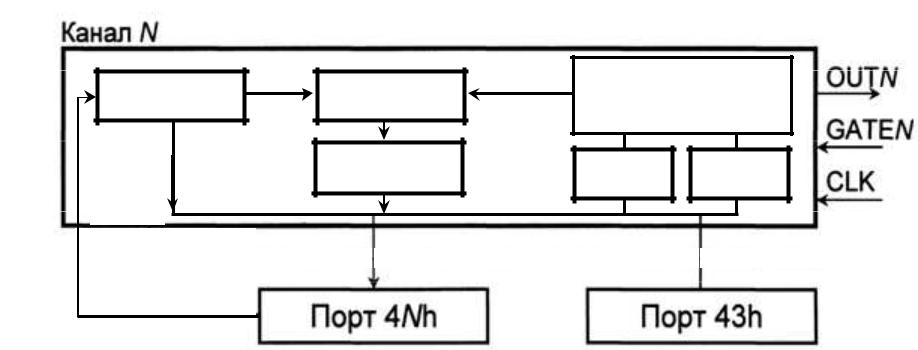 Канал N
OUTN
GATEN
CLK
Порт 4Nh
Порт 43h